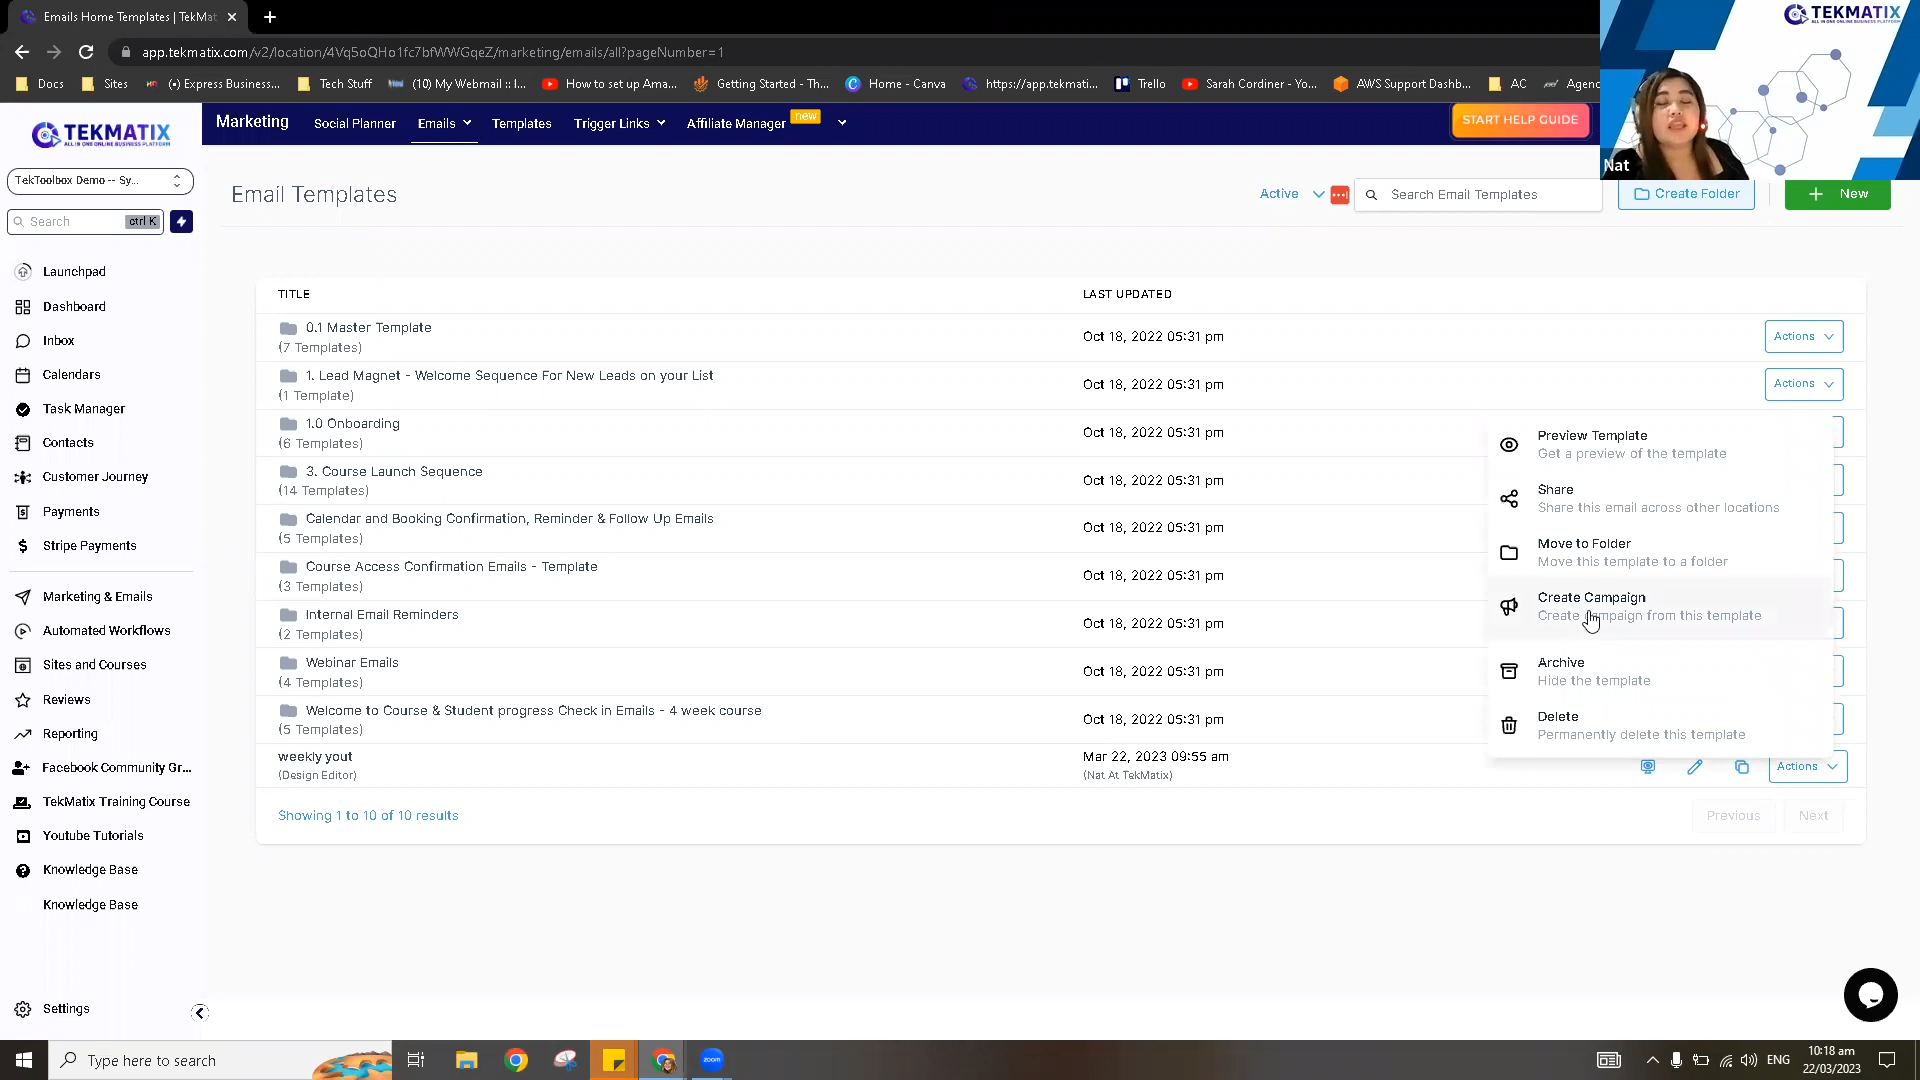 Emails Home Templates | TekMat
app.tekmatix.com/v2/location/4Vq5oQHo1fc7bfWWGqeZ/marketing/emails/all?pageNumber=1
Docs
Sites
(•) Express Business...
Tech Stuff
(10) My Webmail :: I...
How to set up Ama...
Getting Started - Th...
Home - Canva
https://app.tekmati...
Trello
Sarah Cordiner - Yo...
AWS Support Dashb...
AC
Agenc
TEKMATIX
ALL IN ONE ONLINE BUSINESS PLATFORM
Nat
TEKMATIX
ALL IN ONE ONLINE BUSINESS PLATFORM
Marketing
Social Planner
Emails
Templates
Trigger Links
Affiliate Manager
new
START HELP GUIDE
TekToolbox Demo -- Sy...
Search
ctrl K
Launchpad
Dashboard
Inbox
Calendars
Task Manager
Contacts
Customer Journey
Payments
Stripe Payments
Marketing & Emails
Automated Workflows
Sites and Courses
Reviews
Reporting
Facebook Community Gr...
TekMatix Training Course
Youtube Tutorials
Knowledge Base
Knowledge Base
Settings
Email Templates
Active
Search Email Templates
Create Folder
New
TITLE
LAST UPDATED
0.1 Master Template
(7 Templates)
Oct 18, 2022 05:31 pm
Actions
1. Lead Magnet - Welcome Sequence For New Leads on your List
(1 Template)
Oct 18, 2022 05:31 pm
Actions
1.0 Onboarding
(6 Templates)
Oct 18, 2022 05:31 pm
3. Course Launch Sequence
(14 Templates)
Oct 18, 2022 05:31 pm
Calendar and Booking Confirmation, Reminder & Follow Up Emails
(5 Templates)
Oct 18, 2022 05:31 pm
Course Access Confirmation Emails - Template
(3 Templates)
Oct 18, 2022 05:31 pm
Internal Email Reminders
(2 Templates)
Oct 18, 2022 05:31 pm
Webinar Emails
(4 Templates)
Oct 18, 2022 05:31 pm
Welcome to Course & Student progress Check in Emails - 4 week course
(5 Templates)
Oct 18, 2022 05:31 pm
weekly yout
(Design Editor)
Mar 22, 2023 09:55 am
(Nat At TekMatix)
Actions
Preview Template
Get a preview of the template
Share
Share this email across other locations
Move to Folder
Move this template to a folder
Create Campaign
Create campaign from this template
Archive
Hide the template
Delete
Permanently delete this template
Showing 1 to 10 of 10 results
Previous
Next
Type here to search
zoom
ENG
10:18 am
22/03/2023